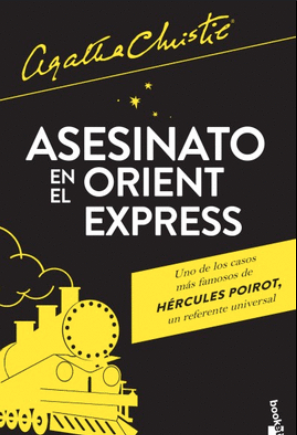 Agatha Christie®
ASESINATO
EN EL ORIENT
EXPRESS
Uno de los casos
más famosos de
HÉRCULES POIROT,
un referente universal